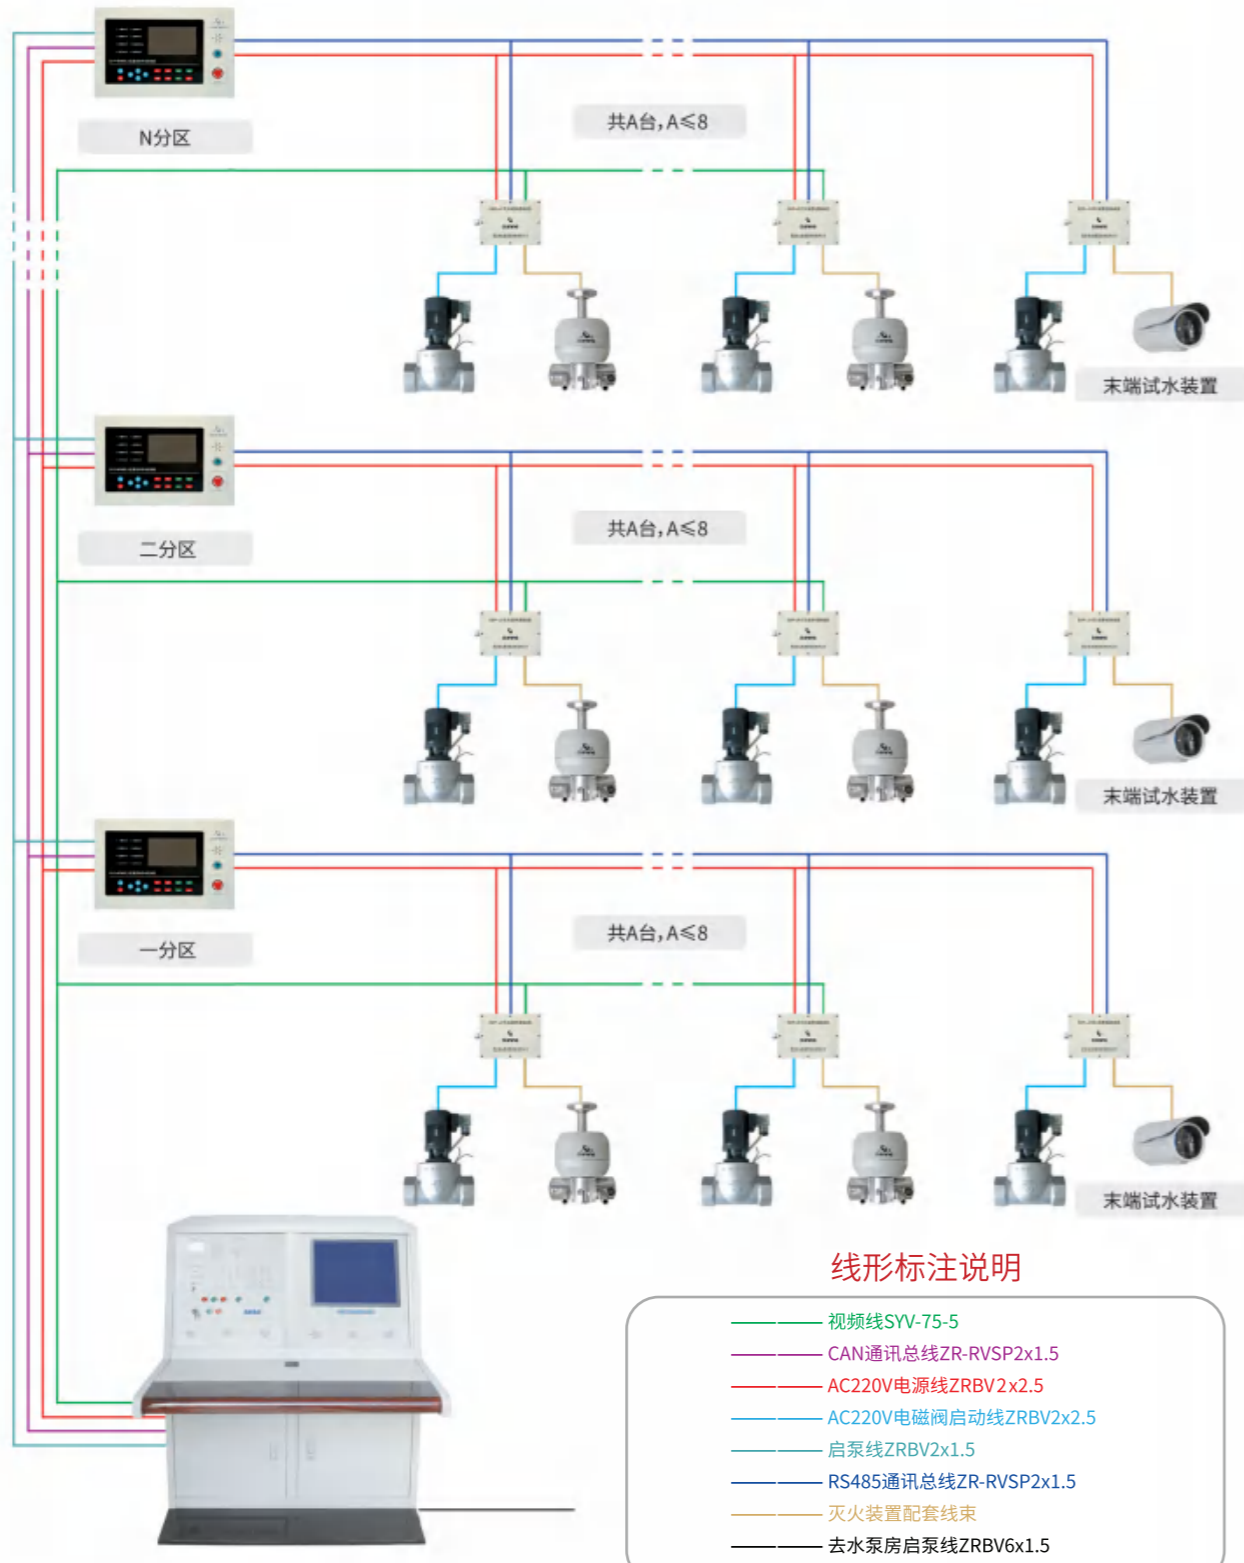 N分区
共A台,A≤8
末端试水装置
二分区
共A台,A≤8
末端试水装置
一分区
共A台,A≤8
末端试水装置
线形标注说明
视频线SYV-75-5
CAN通讯总线ZR-RVSP2x1.5
AC220V电源线ZRBV2x2.5
AC220V电磁阀启动线ZRBV2x2.5
启泵线ZRBV2x1.5
RS485通讯总线ZR-RVSP2x1.5
灭火装置配套线束
去水泵房启泵线ZRBV6x1.5